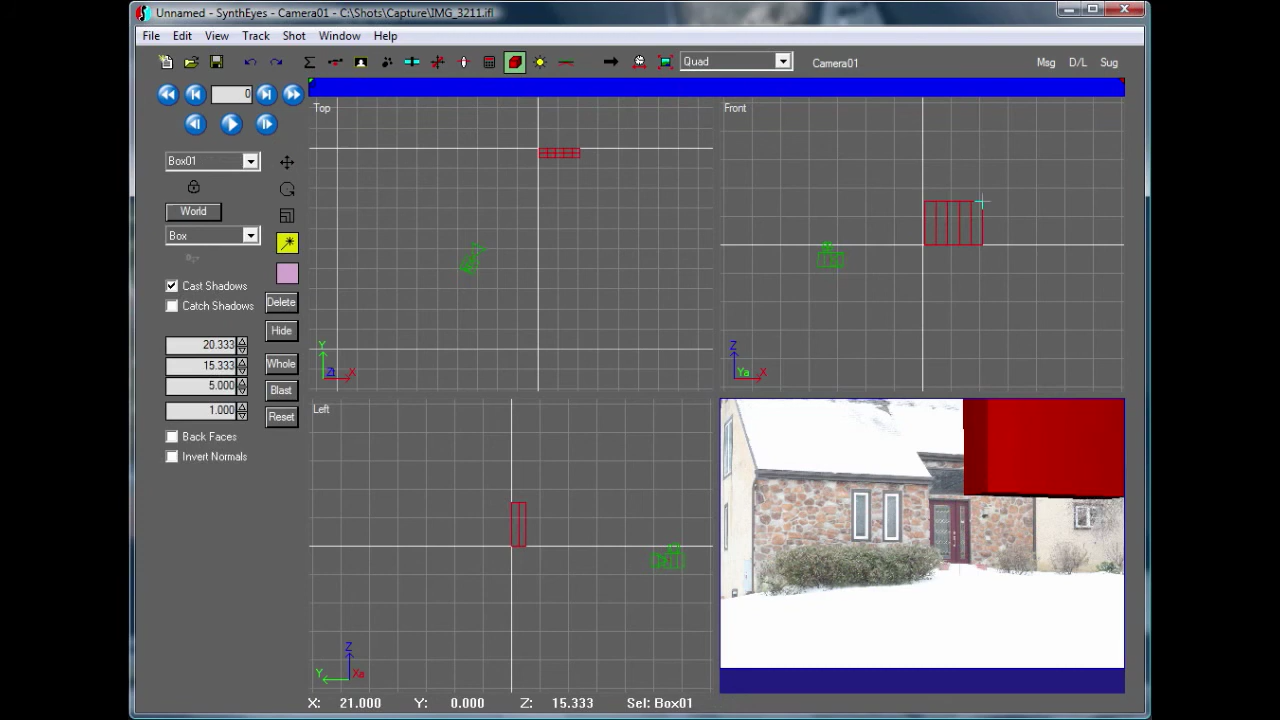 Unnamed - SynthEyes - Camera01 - C:\Shots\Capture\IMG_3211.ifl
File Edit View Track Shot Window Help
Quad Camera01 Msg D/L Sug
0
Box01
World
Box
Cast Shadows
Catch Shadows
Delete
Hide
20.333
15.333
5.000
1.000
Whole
Blast
Reset
Back Faces
Invert Normals
Top
Y
X
Front
Z
Ya X
Left
Z
Y Xa
X: 21.000 Y: 0.000 Z: 15.333 Sel: Box01